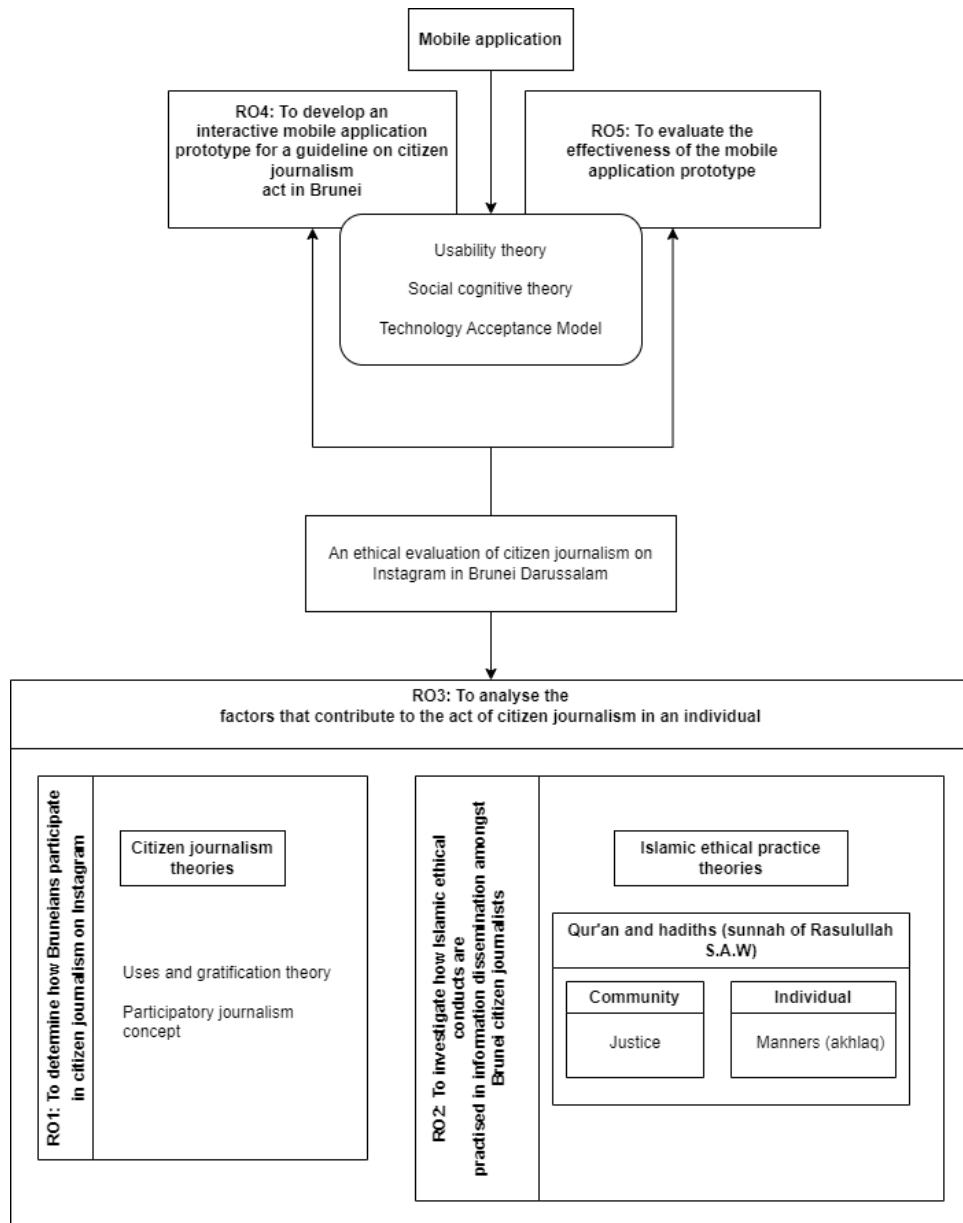 Mobile application
RO4: To develop an
interactive mobile application
prototype for a guideline on citizen
journalism
act in Brunei
RO5: To evaluate the
effectiveness of the mobile
application prototype
Usability theory
Social cognitive theory
Technology Acceptance Model
An ethical evaluation of citizen journalism on
Instagram in Brunei Darussalam
RO3: To analyse the
factors that contribute to the act of citizen journalism in an individual
RO1: To determine how Bruneians participate
in citizen journalism on Instagram
Citizen journalism
theories
Uses and gratification theory
Participatory journalism
concept
RO2: To investigate how Islamic ethical
conducts are
practised in information dissemination amongst
Brunei citizen journalists
Islamic ethical practice
theories
Qur'an and hadiths (sunnah of Rasulullah
S.A.W)
Community
Justice
Individual
Manners (akhlaq)